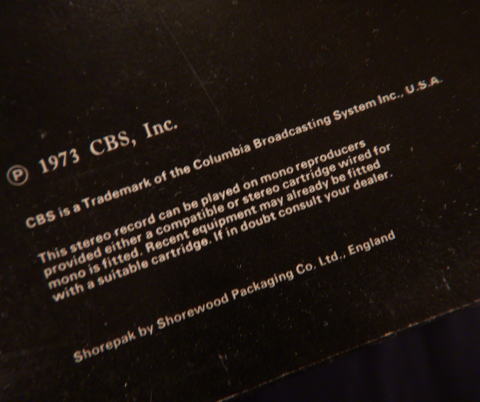 ℗ 1973 CBS, Inc.
CBS is a Trademark of the Columbia Broadcasting System Inc., U.S.A.
This stereo record can be played on mono reproducers
provided either a compatible or stereo cartridge wired for
mono is fitted. Recent equipment may already be fitted
with a suitable cartridge. If in doubt consult your dealer.
Shorepak by Shorewood Packaging Co. Ltd., England